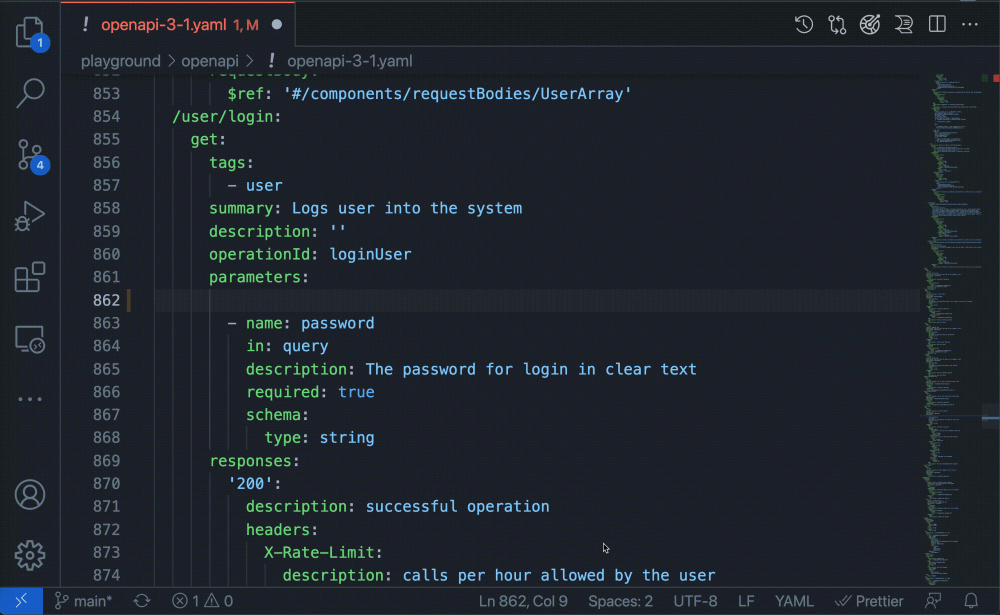 ! openapi-3-1.yaml 1, M
playground > openapi > ! openapi-3-1.yaml
1
4
853 $ref: '#/components/requestBodies/UserArray'
854 /user/login:
855 get:
856 tags:
857 - user
858 summary: Logs user into the system
859 description: ''
860 operationId: loginUser
861 parameters:
862
863 - name: password
864 in: query
865 description: The password for login in clear text
866 required: true
867 schema:
868 type: string
869 responses:
870 '200':
871 description: successful operation
872 headers:
873 X-Rate-Limit:
874 description: calls per hour allowed by the user
main* 1 0 Ln 862, Col 9 Spaces: 2 UTF-8 LF YAML Prettier